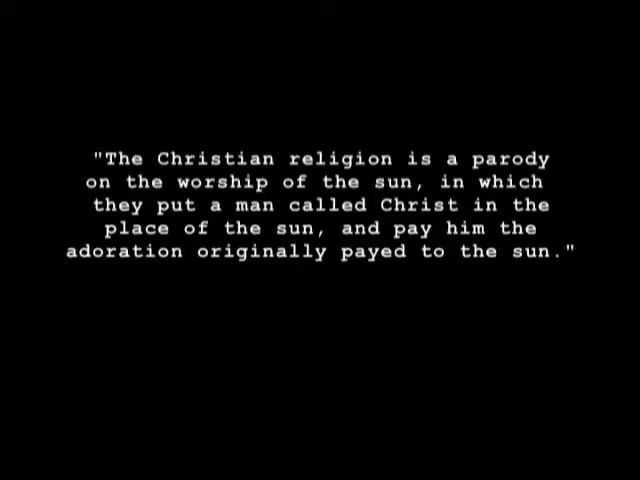 "The Christian religion is a parody
on the worship of the sun, in which
they put a man called Christ in the
place of the sun, and pay him the
adoration originally payed to the sun."